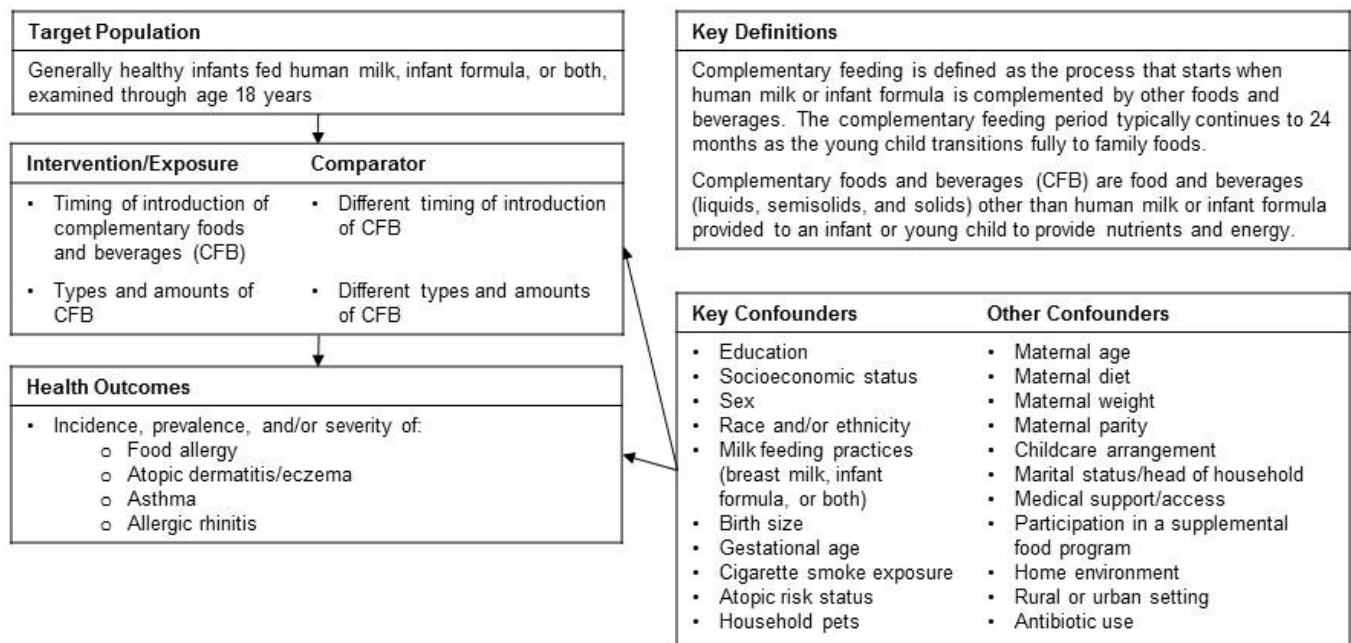 Target Population
Generally healthy infants fed human milk, infant formula, or both,
examined through age 18 years
Intervention/Exposure
• Timing of introduction of
complementary foods
and beverages (CFB)
• Types and amounts of
CFB
Comparator
• Different timing of introduction
of CFB
• Different types and amounts
of CFB
Health Outcomes
• Incidence, prevalence, and/or severity of:
o Food allergy
o Atopic dermatitis/eczema
o Asthma
o Allergic rhinitis
Key Definitions
Complementary feeding is defined as the process that starts when
human milk or infant formula is complemented by other foods and
beverages. The complementary feeding period typically continues to 24
months as the young child transitions fully to family foods.
Complementary foods and beverages (CFB) are food and beverages
(liquids, semisolids, and solids) other than human milk or infant formula
provided to an infant or young child to provide nutrients and energy.
Key Confounders
• Education
• Socioeconomic status
• Sex
• Race and/or ethnicity
• Milk feeding practices
(breast milk, infant
formula, or both)
• Birth size
• Gestational age
• Cigarette smoke exposure
• Atopic risk status
• Household pets
Other Confounders
• Maternal age
• Maternal diet
• Maternal weight
• Maternal parity
• Childcare arrangement
• Marital status/head of household
• Medical support/access
• Participation in a supplemental
food program
• Home environment
• Rural or urban setting
• Antibiotic use